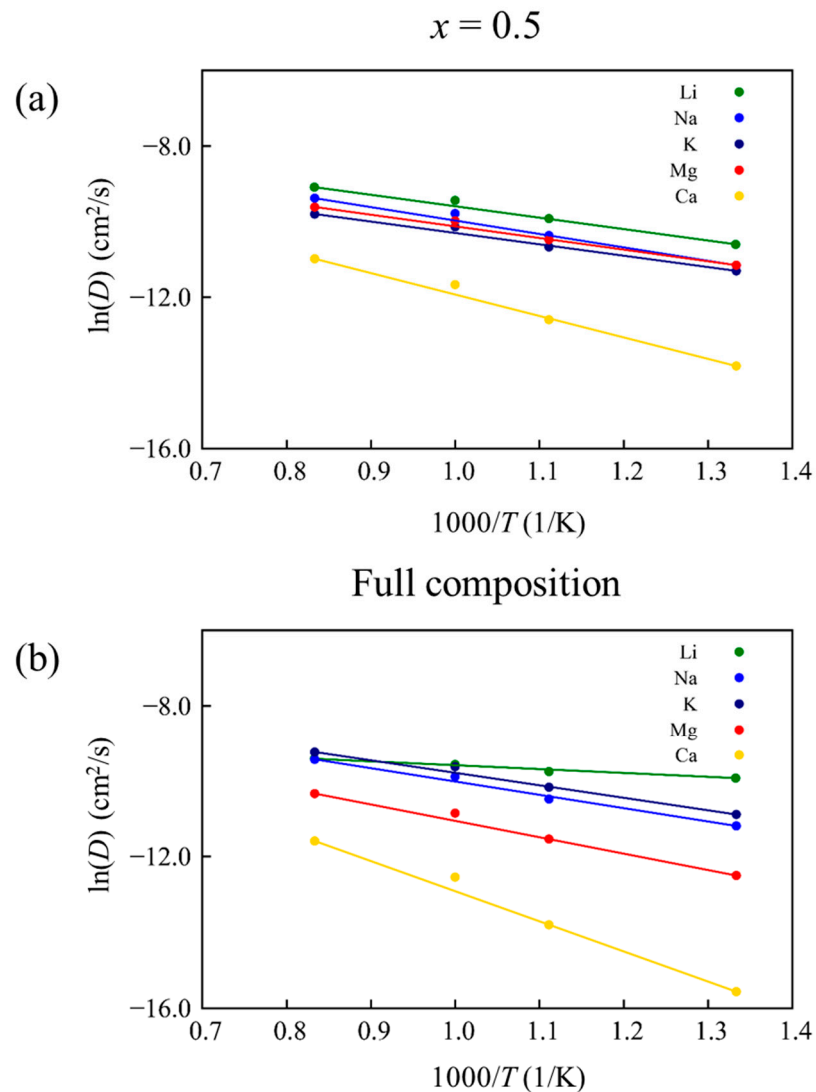 x = 0.5
(a)
Li
Na
K
Mg
Ca
−8.0
−12.0
−16.0
ln(D) (cm²/s)
0.7 0.8 0.9 1.0 1.1 1.2 1.3 1.4
1000/T (1/K)
Full composition
(b)
Li
Na
K
Mg
Ca
−8.0
−12.0
−16.0
ln(D) (cm²/s)
0.7 0.8 0.9 1.0 1.1 1.2 1.3 1.4
1000/T (1/K)